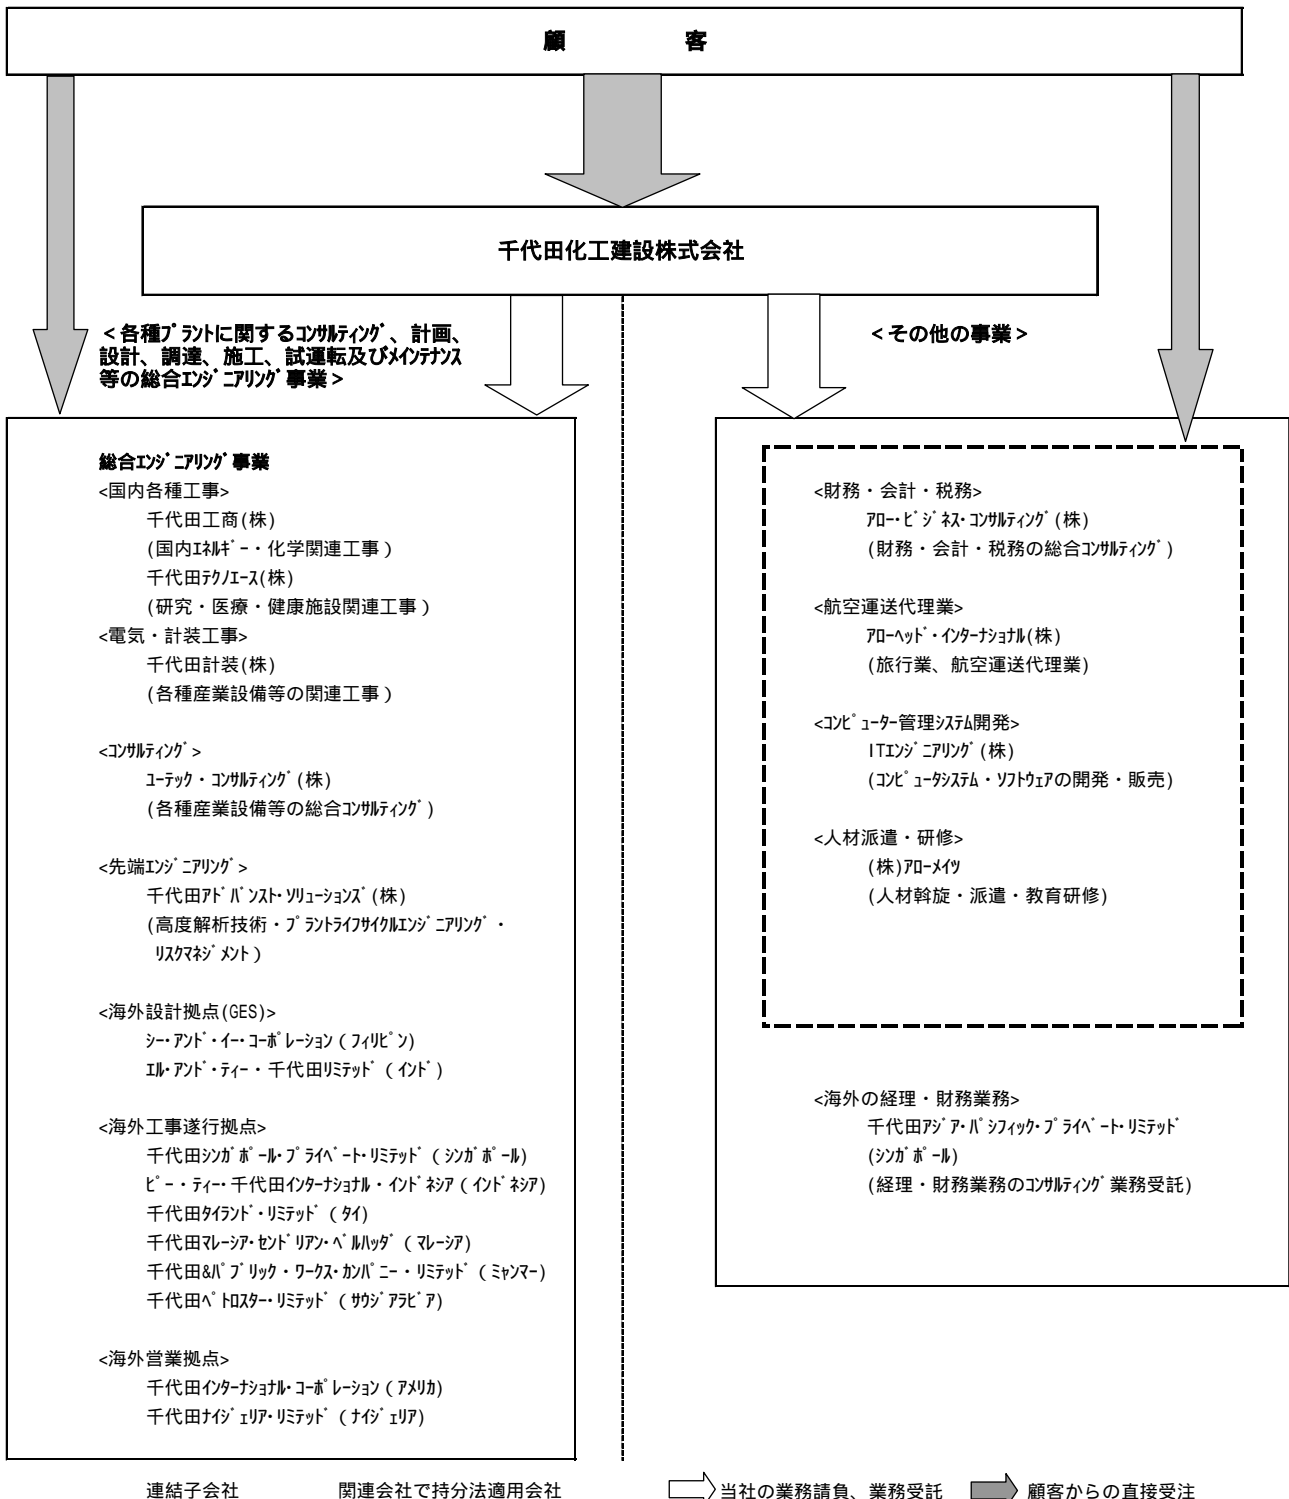 顧 客
千代田化工建設株式会社
<各種プラントに関するコンサルティング、計画、
設計、調達、施工、試運転及びメインテナンス
等の総合エンジニアリング事業>
総合エンジニアリング事業
<国内各種工事>
千代田工商(株)
(国内エネルギー・化学関連工事)
千代田テクノエース(株)
(研究・医療・健康施設関連工事)
<電気・計装工事>
千代田計装(株)
(各種産業設備等の関連工事)
<コンサルティング>
ユーテック・コンサルティング(株)
(各種産業設備等の総合コンサルティング)
<先端エンジニアリング>
千代田アドバンスト・ソリューションズ(株)
(高度解析技術・プラントライフサイクルエンジニアリング・
リスクマネジメント)
<海外設計拠点(GES)>
シー・アンド・イー・コーポレーション(フィリピン)
エル・アンド・ティー・千代田リミテッド(インド)
<海外工事遂行拠点>
千代田シンガポール・プライベート・リミテッド(シンガポール)
ピー・ティー・千代田インターナショナル・インドネシア(インドネシア)
千代田タイランド・リミテッド(タイ)
千代田マレーシア・センドリアン・ベルハッダ(マレーシア)
千代田&パブリック・ワークス・カンパニー・リミテッド(ミャンマー)
千代田ペトロスター・リミテッド(サウジアラビア)
<海外営業拠点>
千代田インターナショナル・コーポレーション(アメリカ)
千代田ナイジェリア・リミテッド(ナイジェリア)
<その他の事業>
<財務・会計・税務>
アロー・ビジネス・コンサルティング(株)
(財務・会計・税務の総合コンサルティング)
<航空運送代理業>
アローヘッド・インターナショナル(株)
(旅行業、航空運送代理業)
<コンピューター管理システム開発>
ITエンジニアリング(株)
(コンピュータシステム・ソフトウェアの開発・販売)
<人材派遣・研修>
(株)アローメイツ
(人材斡旋・派遣・教育研修)
<海外の経理・財務業務>
千代田アジア・パシフィック・プライベート・リミテッド
(シンガポール)
(経理・財務業務のコンサルティング業務受託)
連結子会社 関連会社で持分法適用会社 当社の業務請負、業務受託 顧客からの直接受注